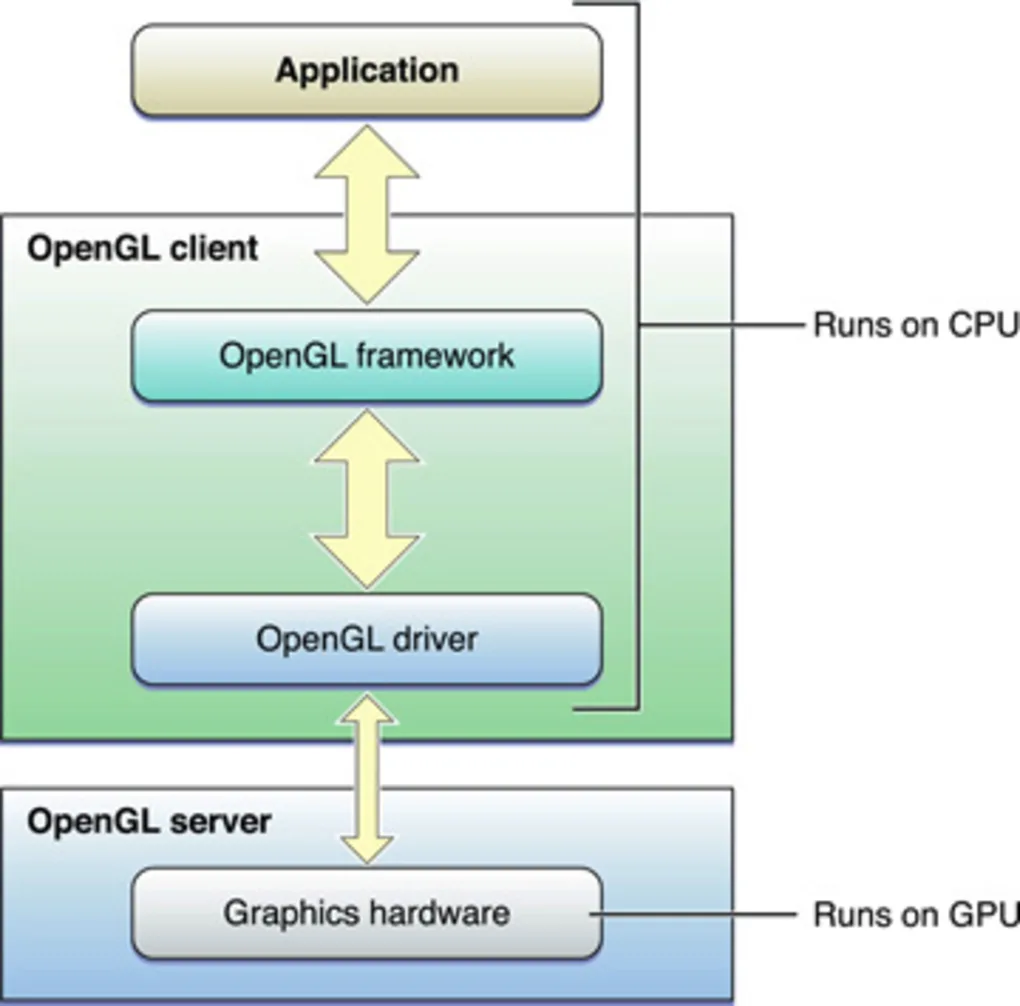 Application
OpenGL client
OpenGL framework
Runs on CPU
OpenGL driver
OpenGL server
Graphics hardware
Runs on GPU